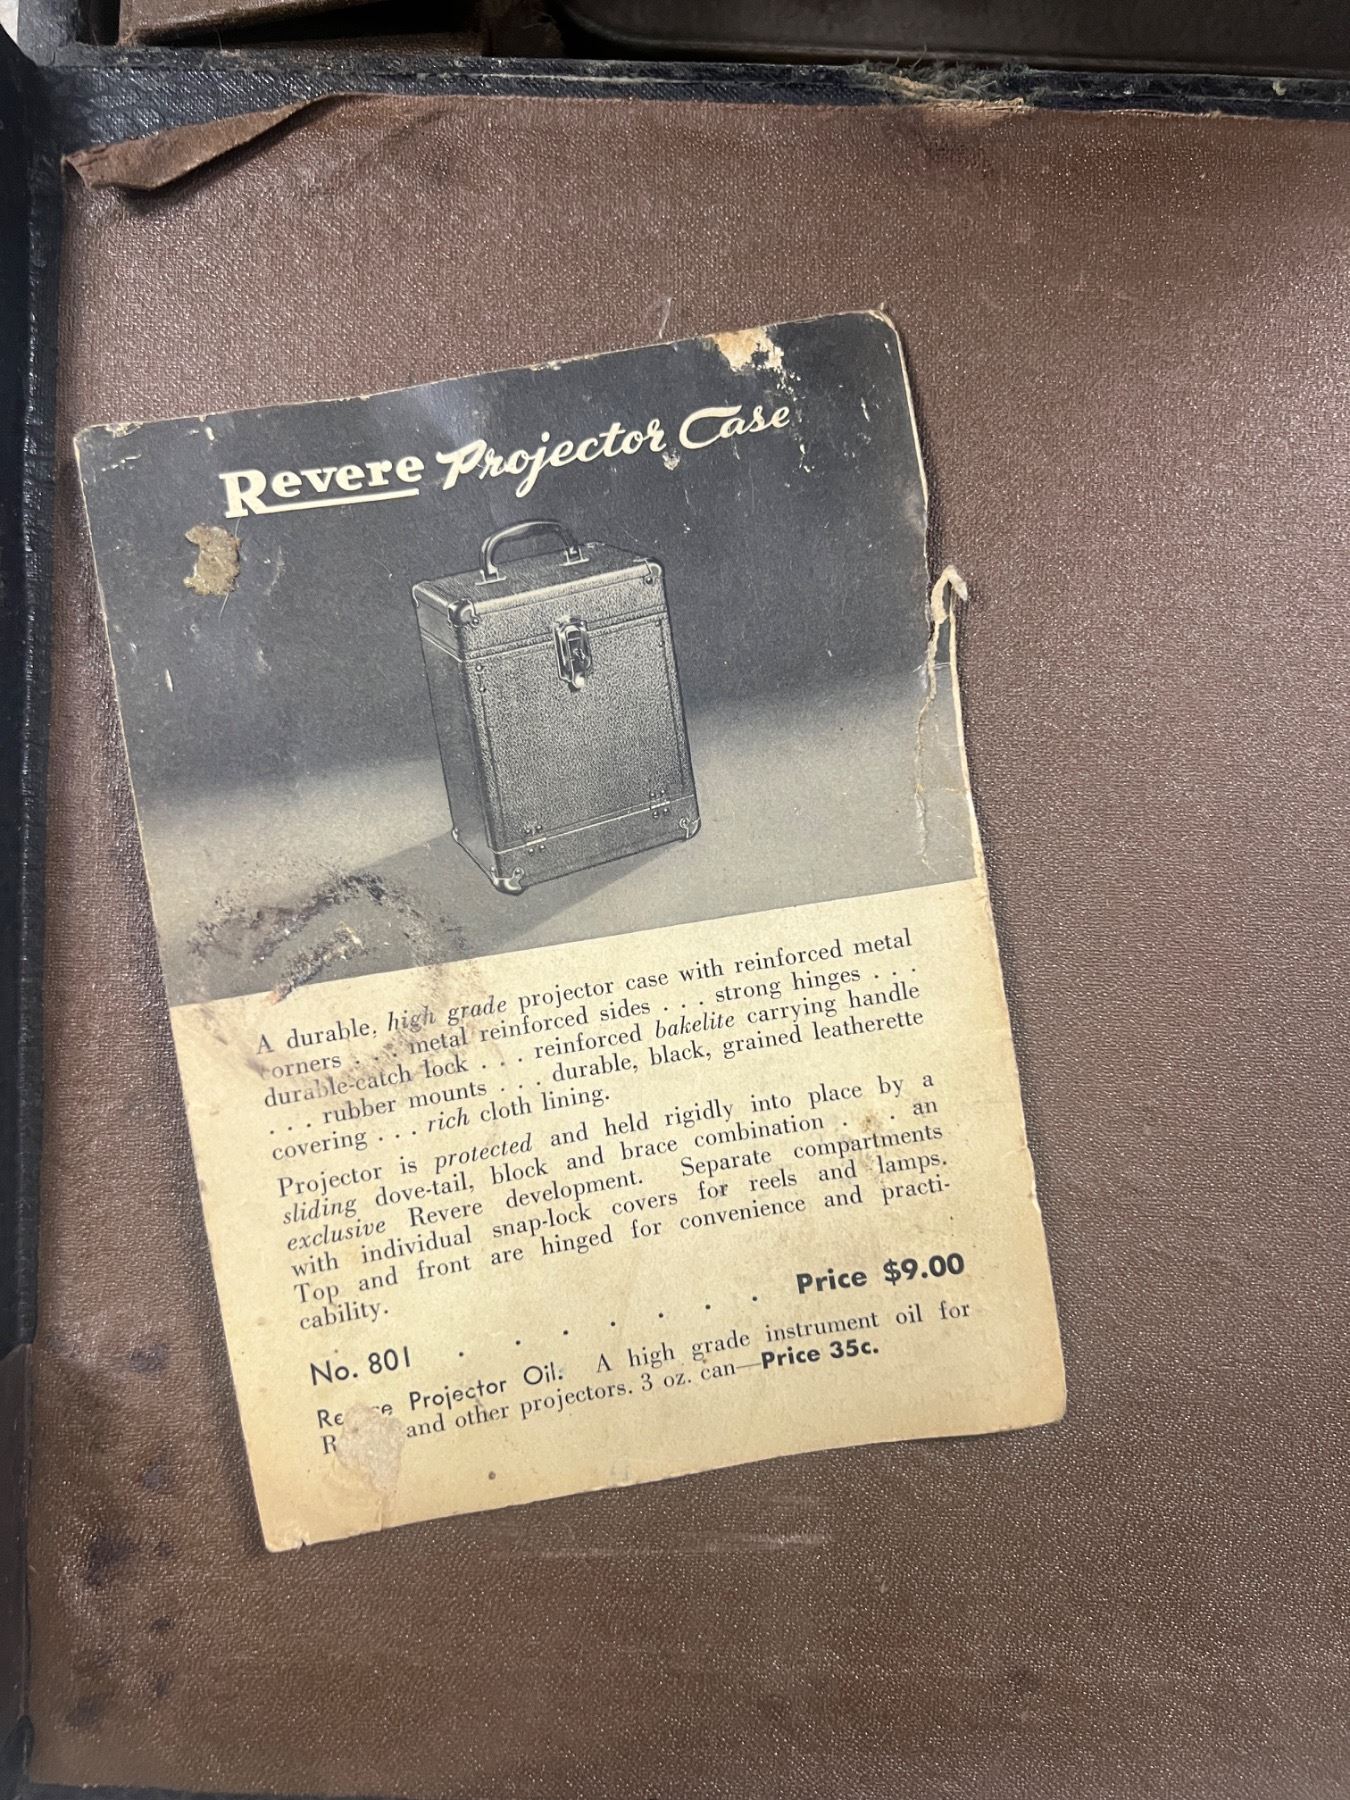 Revere Projector Case
A durable, high grade projector case with reinforced metal
corners . . . metal reinforced sides . . . strong hinges . . .
durable-catch lock . . . reinforced bakelite carrying handle
. . . rubber mounts . . . durable, black, grained leatherette
covering . . . rich cloth lining.
Projector is protected and held rigidly into place by a
sliding dove-tail, block and brace combination . . . an
exclusive Revere development. Separate compartments
with individual snap-lock covers for reels and lamps.
Top and front are hinged for convenience and practi-
cability.
No. 801 . . . . . . . Price $9.00
Projector Oil. A high grade instrument oil for
and other projectors. 3 oz. can—Price 35c.